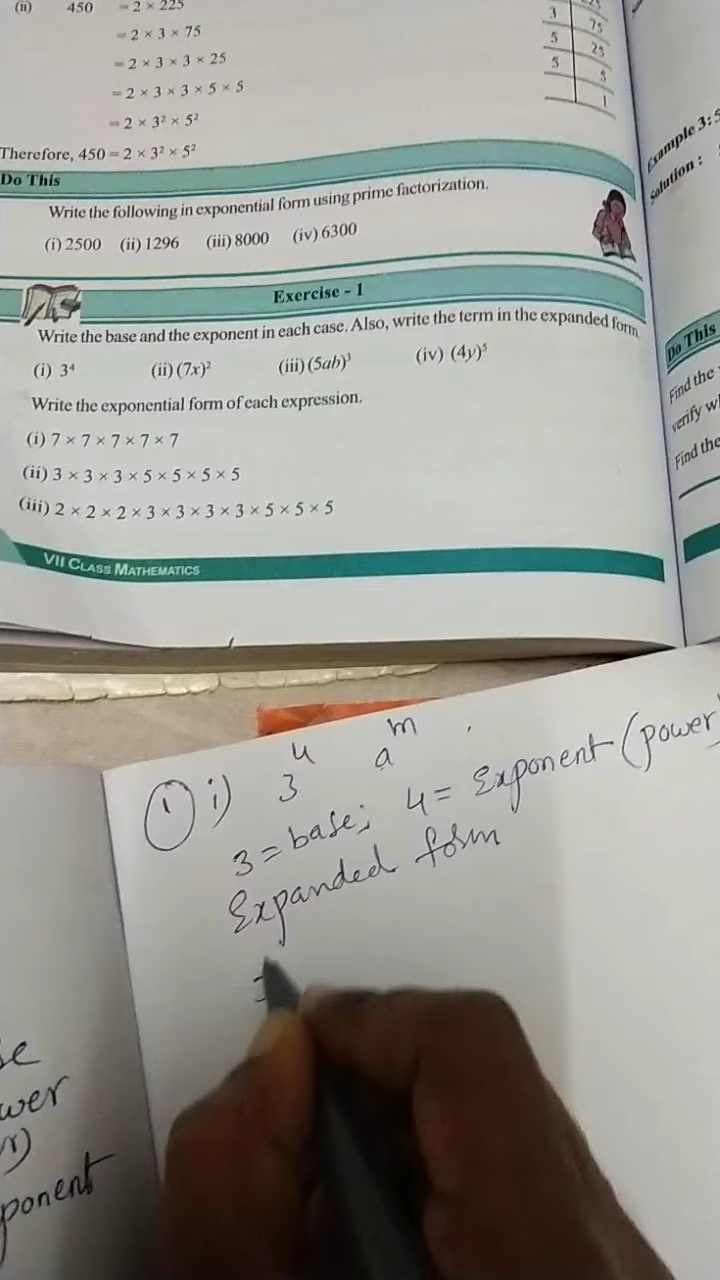 (ii) 450 = 2 × 225
= 2 × 3 × 75
= 2 × 3 × 3 × 25
= 2 × 3 × 3 × 5 × 5
= 2 × 3² × 5²
Therefore, 450 = 2 × 3² × 5²
3 75
5 25
5 5
1
Do This
Write the following in exponential form using prime factorization.
(i) 2500 (ii) 1296 (iii) 8000 (iv) 6300
Exercise - 1
Write the base and the exponent in each case. Also, write the term in the expanded form.
(i) 3⁴ (ii) (7x)² (iii) (5ab)³ (iv) (4y)⁵
Write the exponential form of each expression.
(i) 7 × 7 × 7 × 7 × 7
(ii) 3 × 3 × 3 × 5 × 5 × 5 × 5
(iii) 2 × 2 × 2 × 3 × 3 × 3 × 3 × 5 × 5 × 5
VII CLASS MATHEMATICS
Example 3:
Solution :
Do This
Find the
verify
Find the
① i) 3⁴ aᵐ
3 = base; 4 = Exponent (power)
Expanded form
=
ponent